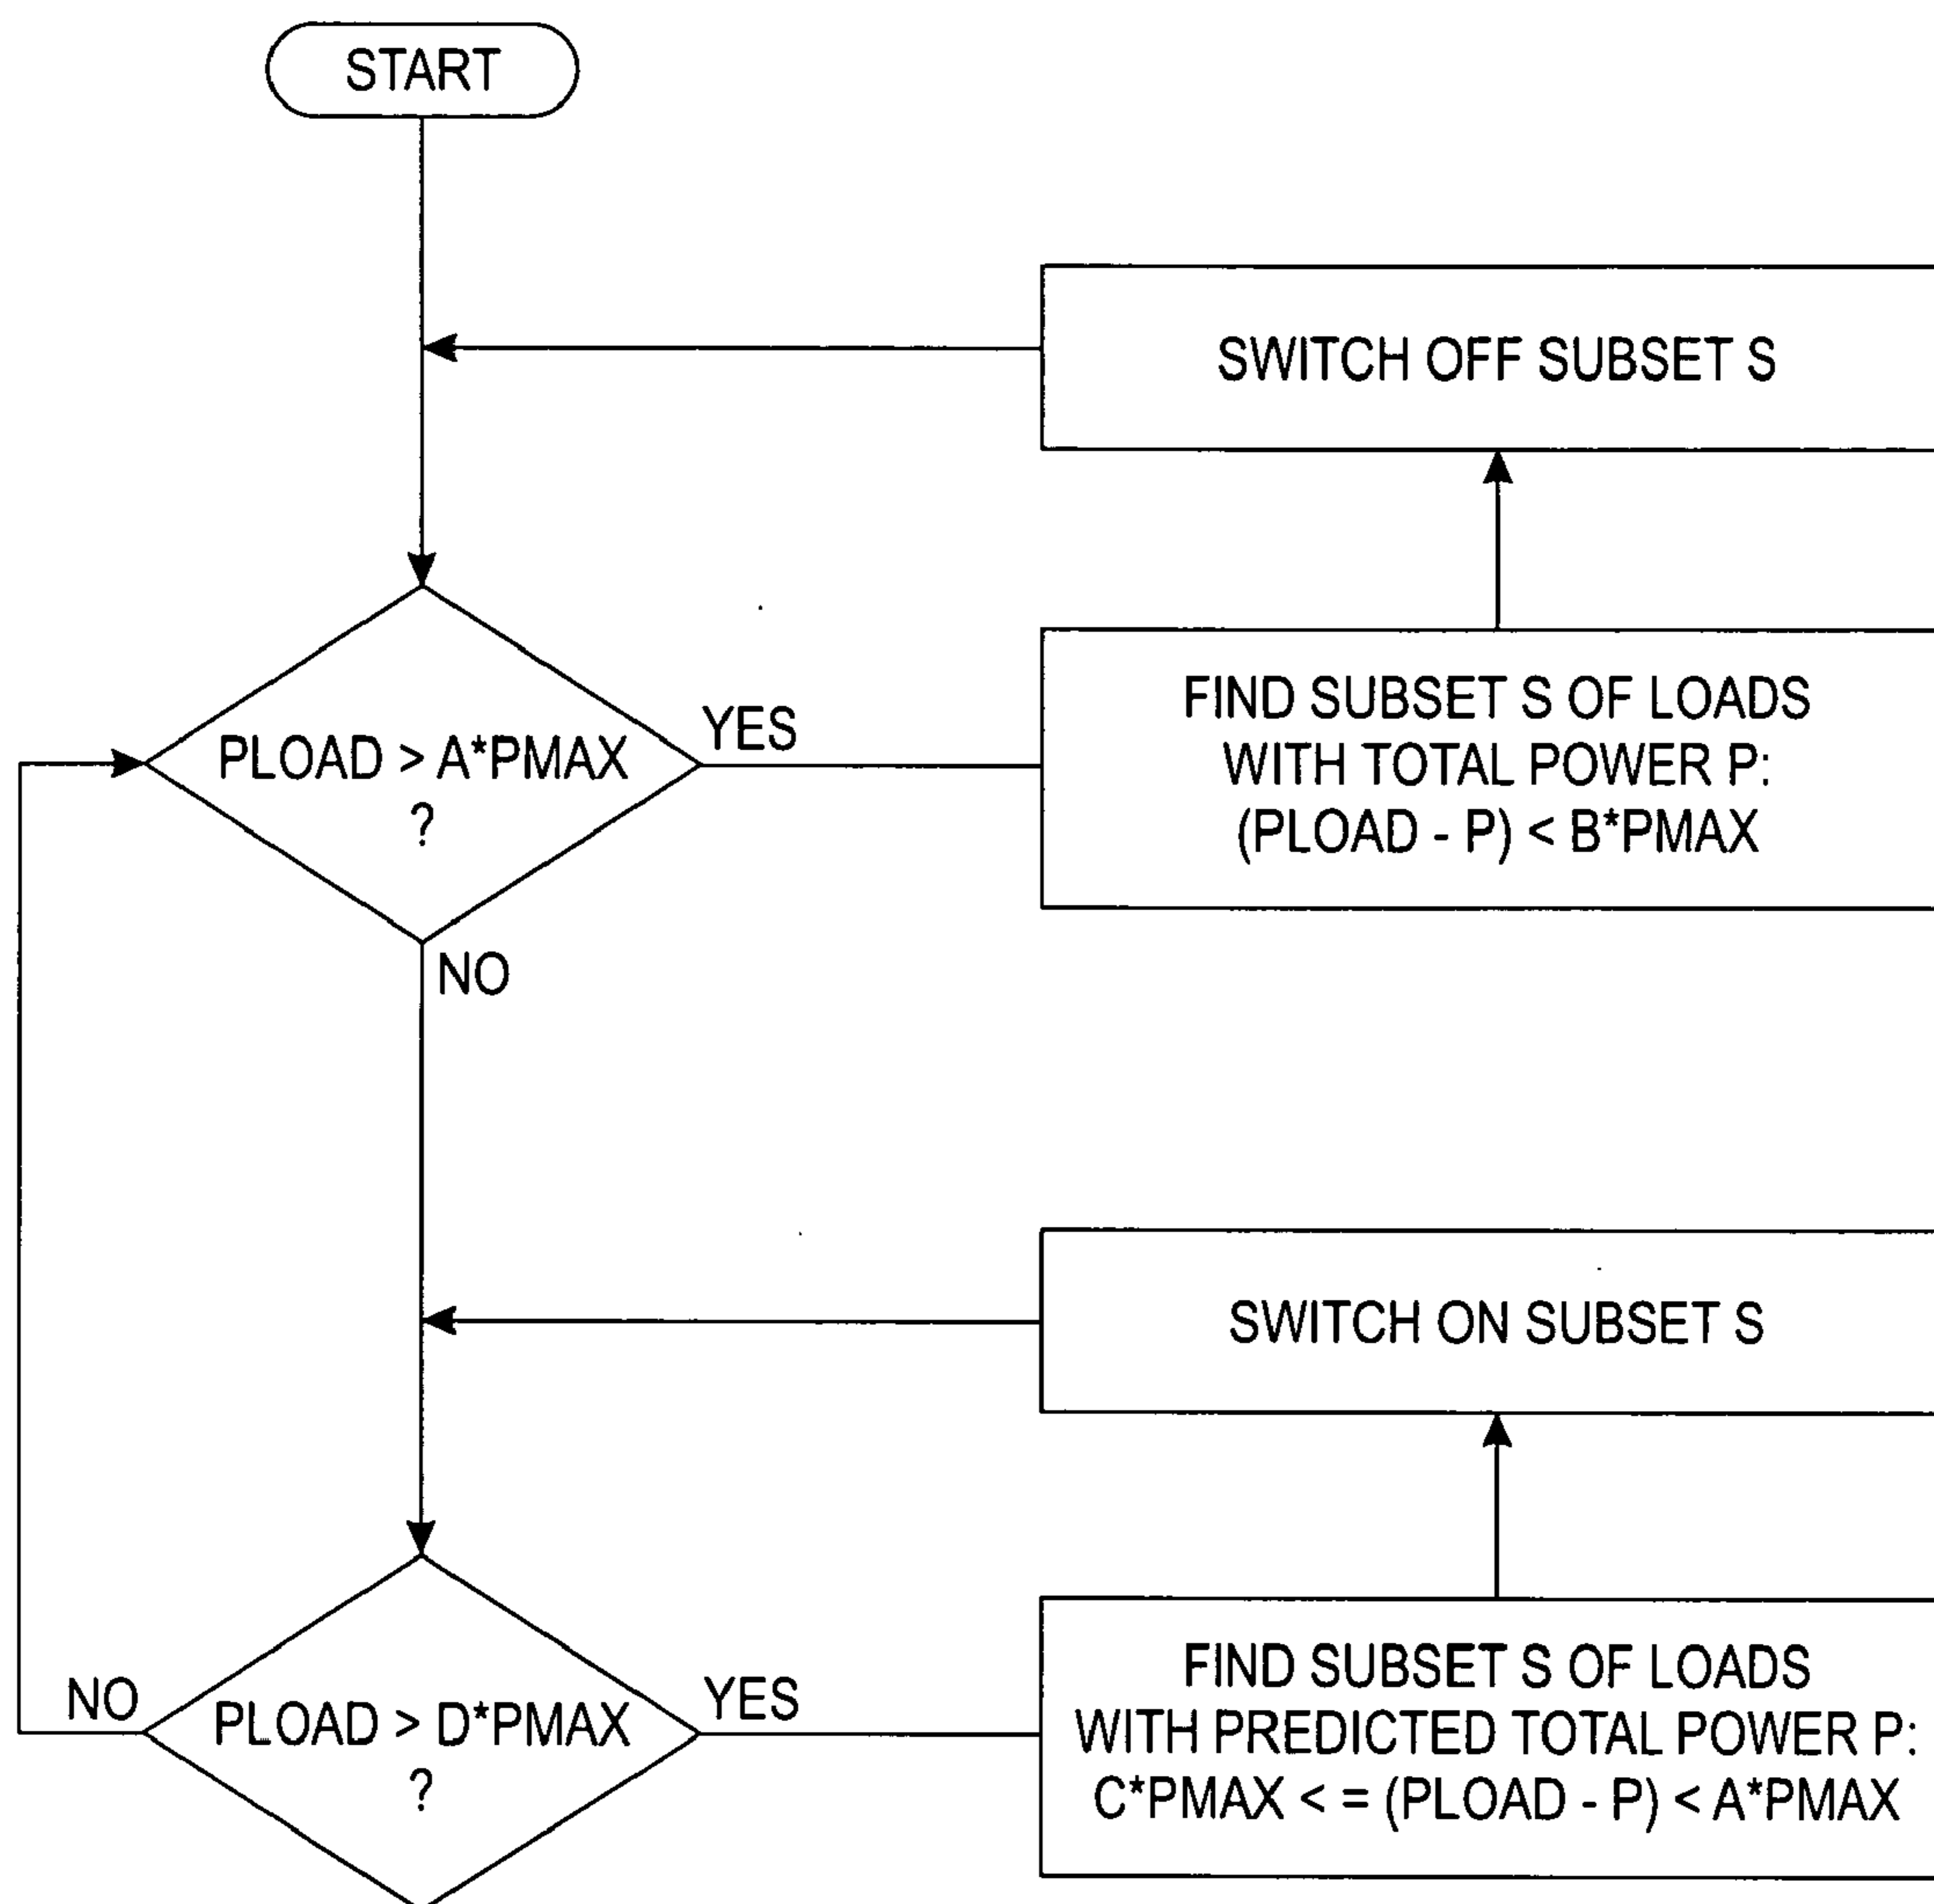 START
SWITCH OFF SUBSET S
PLOAD > A*PMAX
?
YES
FIND SUBSET S OF LOADS
WITH TOTAL POWER P:
(PLOAD - P) < B*PMAX
NO
SWITCH ON SUBSET S
NO
PLOAD > D*PMAX
?
YES
FIND SUBSET S OF LOADS
WITH PREDICTED TOTAL POWER P:
C*PMAX < = (PLOAD - P) < A*PMAX